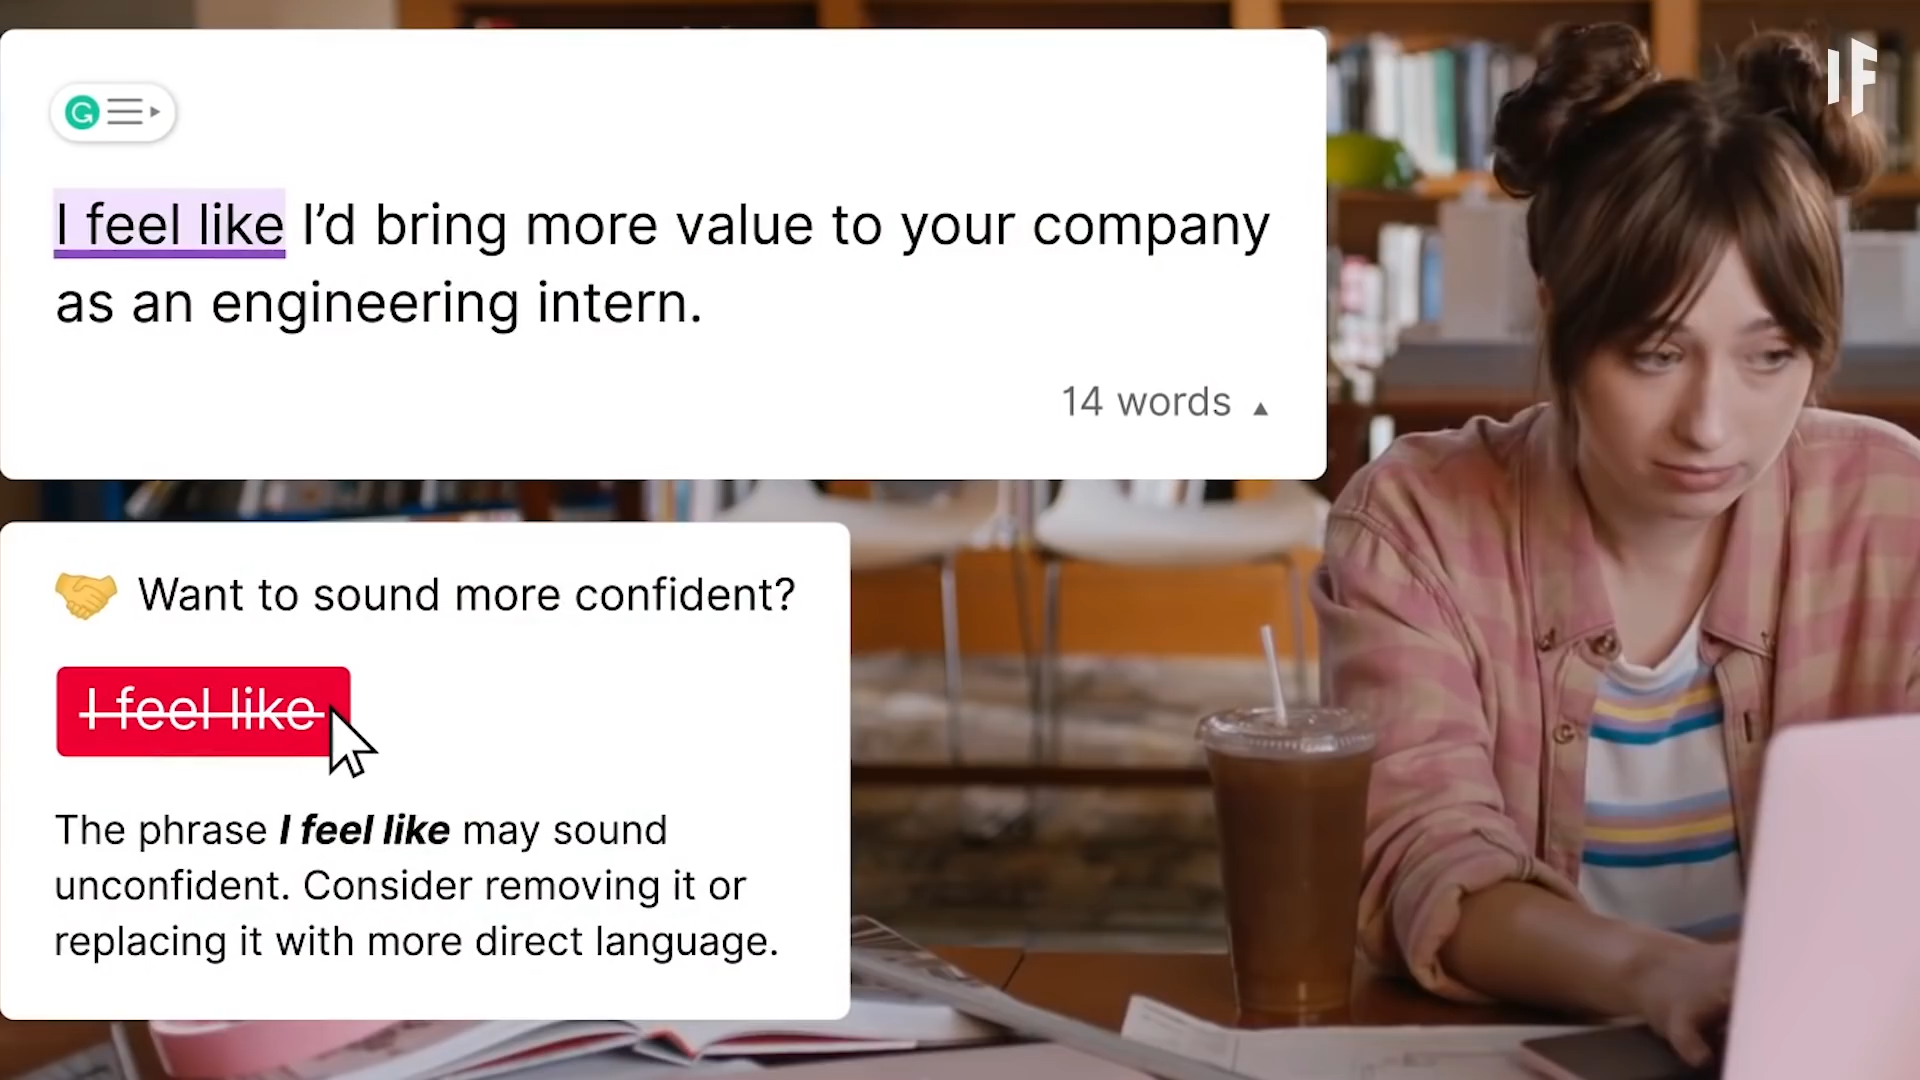 IF
I feel like I’d bring more value to your company
as an engineering intern.
14 words
Want to sound more confident?
I feel like
The phrase I feel like may sound
unconfident. Consider removing it or
replacing it with more direct language.